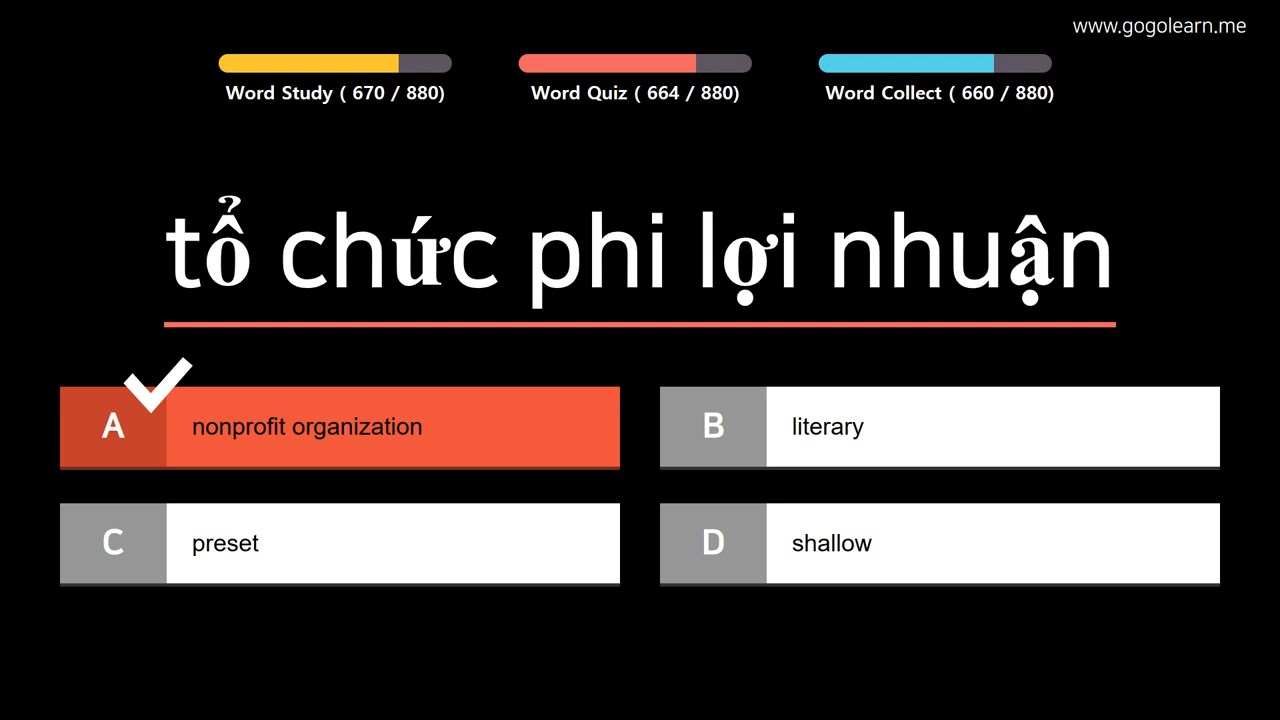 www.gogolearn.me
Word Study ( 670 / 880)
Word Quiz ( 664 / 880)
Word Collect ( 660 / 880)
tổ chức phi lợi nhuận
A nonprofit organization
B literary
C preset
D shallow